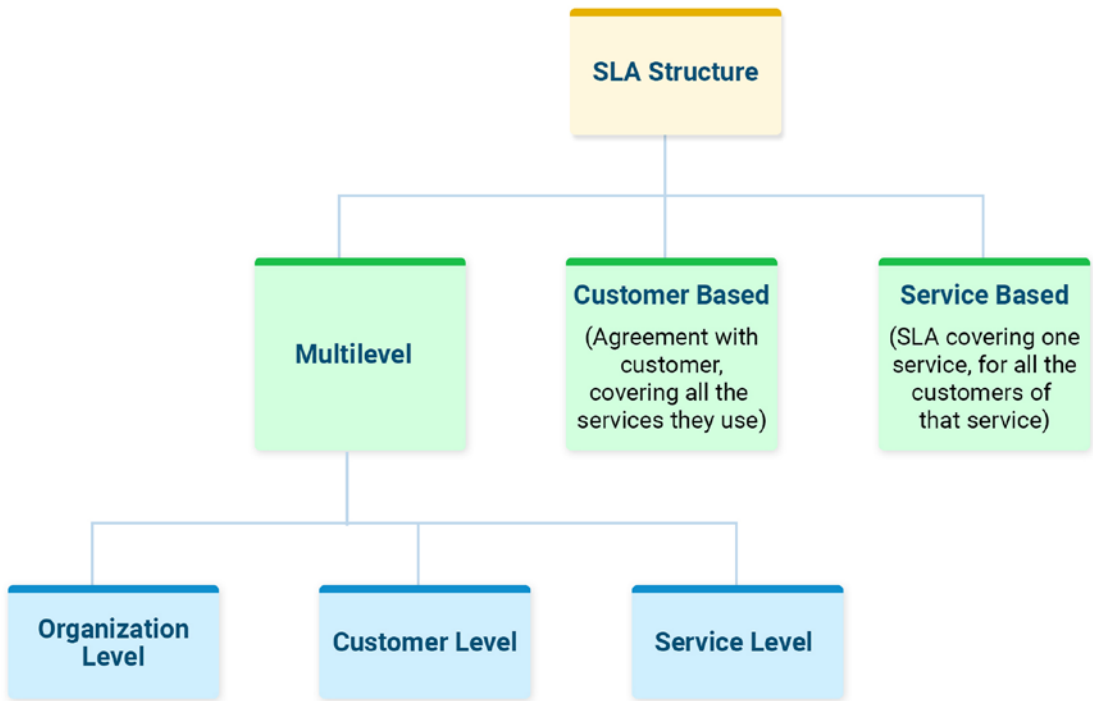 SLA Structure
Multilevel
Customer Based
(Agreement with
customer,
covering all the
services they use)
Service Based
(SLA covering one
service, for all the
customers of
that service)
Organization
Level
Customer Level
Service Level